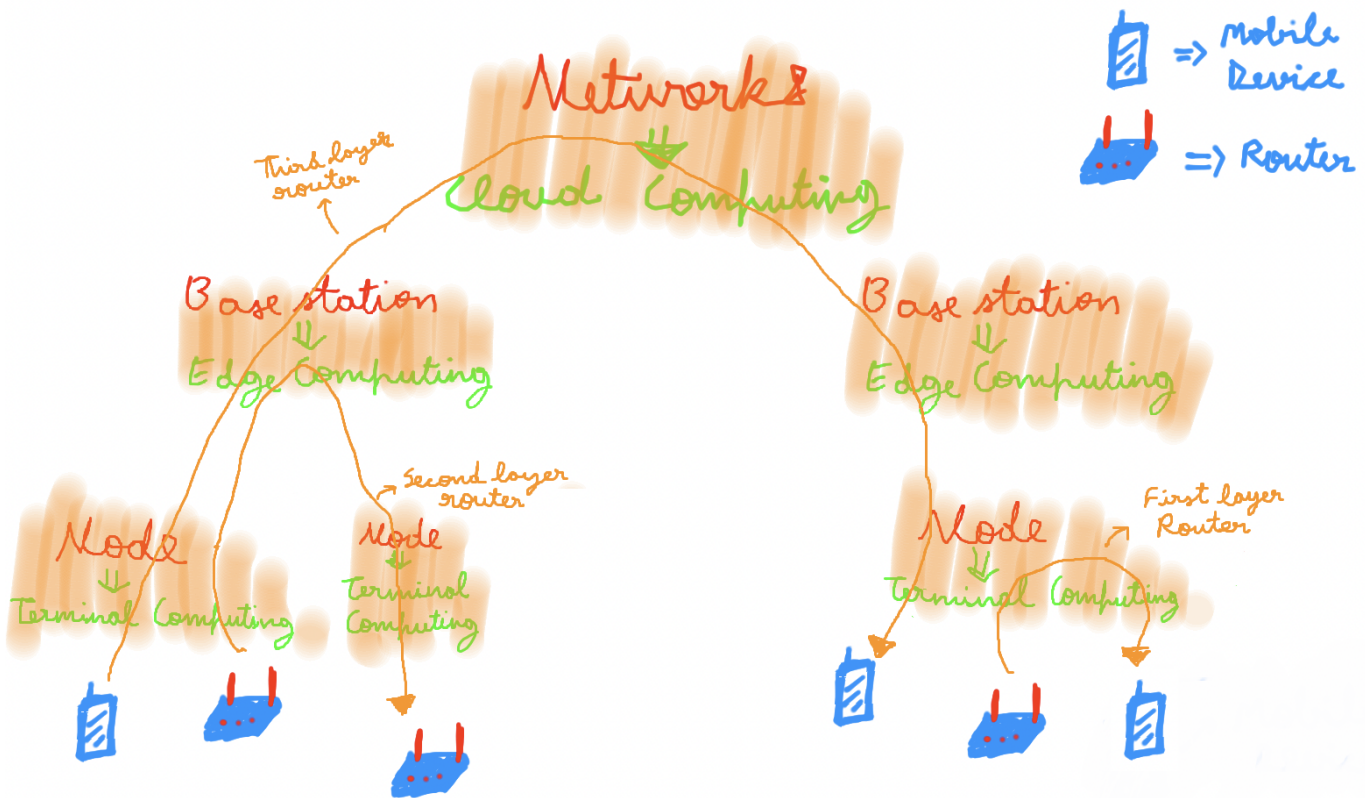 Networks
Cloud Computing
Mobile
Device
=> Router
Third layer
router
Base station
Edge Computing
Base station
Edge Computing
Second layer
router
First layer
Router
Node
Terminal Computing
Node
Terminal
Computing
Node
Terminal Computing